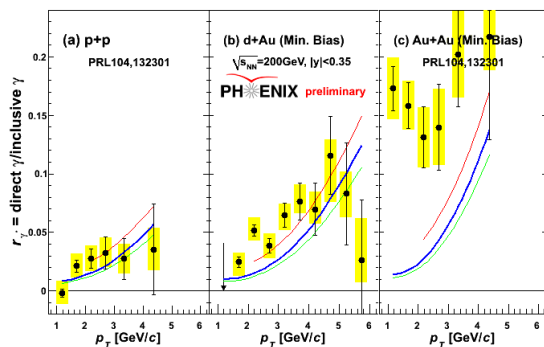 (a) p+p
PRL104,132301
(b) d+Au (Min. Bias)
√sNN=200GeV, |y|<0.35
PHENIX preliminary
(c) Au+Au (Min. Bias)
PRL104,132301
rγ = direct γ/inclusive γ
0.2
0.15
0.1
0.05
0
1 2 3 4 5 6
1 2 3 4 5 6
1 2 3 4 5 6
pT [GeV/c]
pT [GeV/c]
pT [GeV/c]